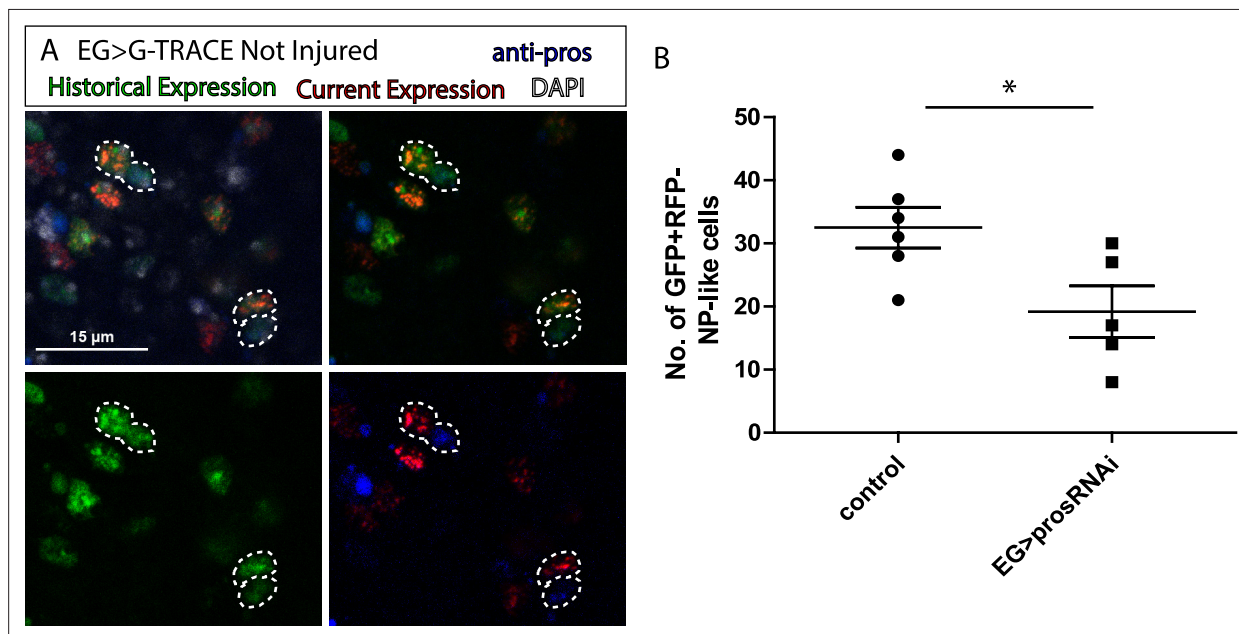 A EG>G-TRACE Not Injured anti-pros
Historical Expression Current Expression DAPI
15 µm
B
*
No. of GFP+RFP-
NP-like cells
50
40
30
20
10
0
control
EG>prosRNAi